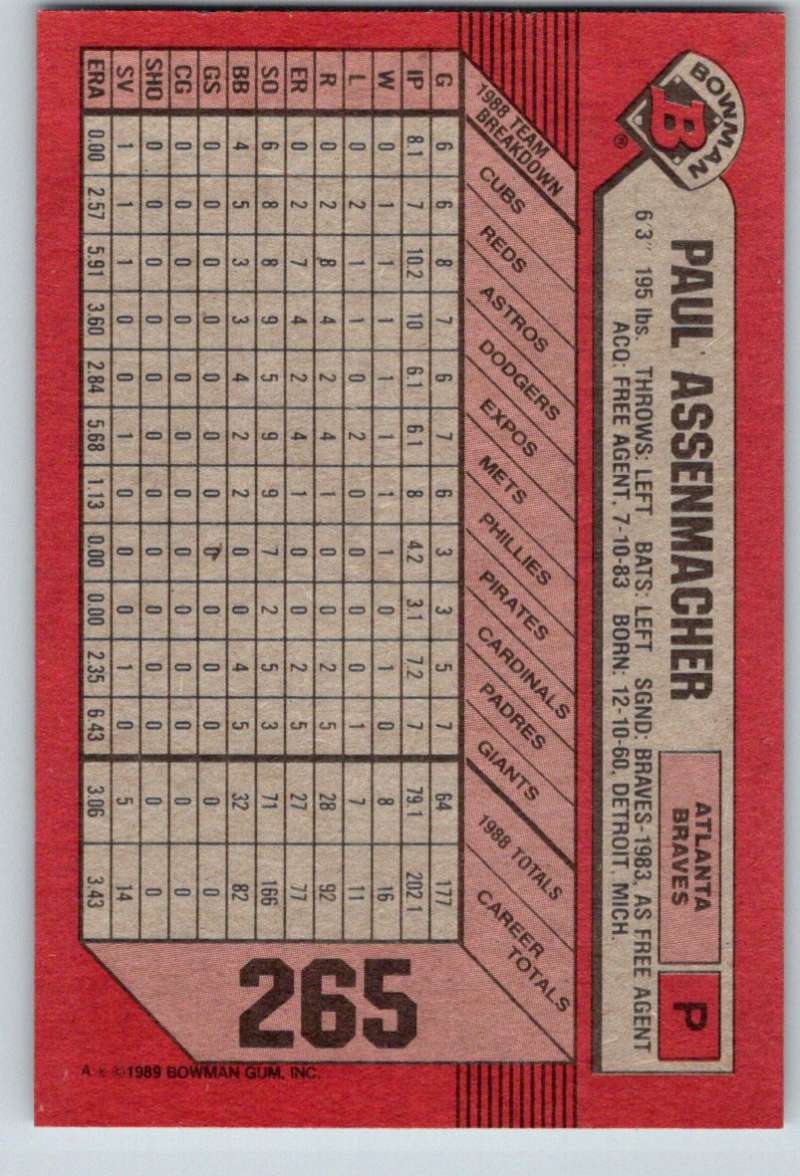 BOWMAN
B
®
PAUL ASSENMACHER
ATLANTA
BRAVES
P
6'3" 195 lbs. THROWS: LEFT BATS: LEFT SGND: BRAVES-1983, AS FREE AGENT
ACQ: FREE AGENT, 7-10-83 BORN: 12-10-60, DETROIT, MICH.
1988 TEAM
BREAKDOWN
CUBS
REDS
ASTROS
DODGERS
EXPOS
METS
PHILLIES
PIRATES
CARDINALS
PADRES
GIANTS
1988 TOTALS
CAREER
TOTALS
G 6 6 8 7 6 7 6 3 3 5 7 64 177
IP 8.1 7 10.2 10 6.1 6.1 8 4.2 3.1 7.2 7 79.1 202.1
W 0 1 1 1 1 1 1 1 0 1 0 8 16
L 0 2 1 1 0 2 0 0 0 0 1 7 11
R 0 2 8 4 2 4 1 0 0 2 5 28 92
ER 0 2 7 4 2 4 1 0 0 2 5 27 77
SO 6 8 8 9 5 9 9 7 2 5 3 71 166
BB 4 5 3 3 4 2 2 0 0 4 5 32 82
GS 0 0 0 0 0 0 0 0 0 0 0 0 0
CG 0 0 0 0 0 0 0 0 0 0 0 0 0
SHO 0 0 0 0 0 0 0 0 0 0 0 0 0
SV 1 1 1 0 0 1 0 0 0 1 0 5 14
ERA 0.00 2.57 5.91 3.60 2.84 5.68 1.13 0.00 0.00 2.35 6.43 3.06 3.43
265
A * ©1989 BOWMAN GUM, INC.